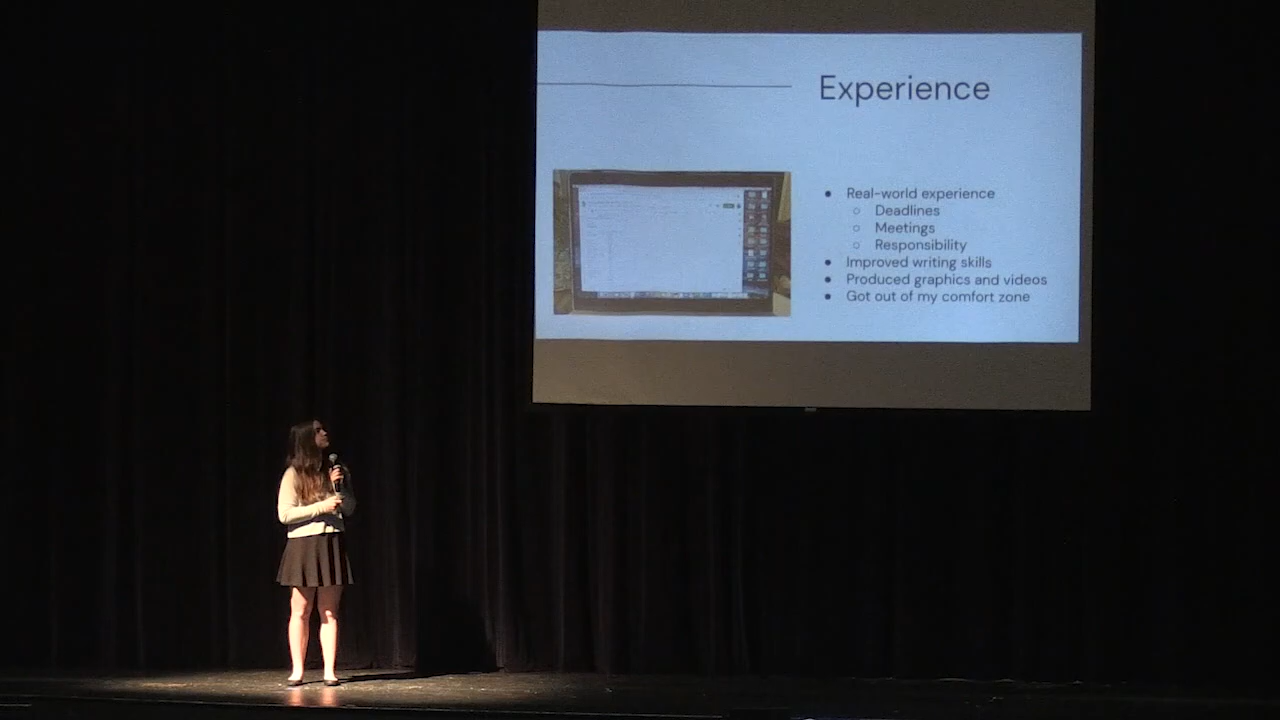 Experience
● Real-world experience
○ Deadlines
○ Meetings
○ Responsibility
● Improved writing skills
● Produced graphics and videos
● Got out of my comfort zone